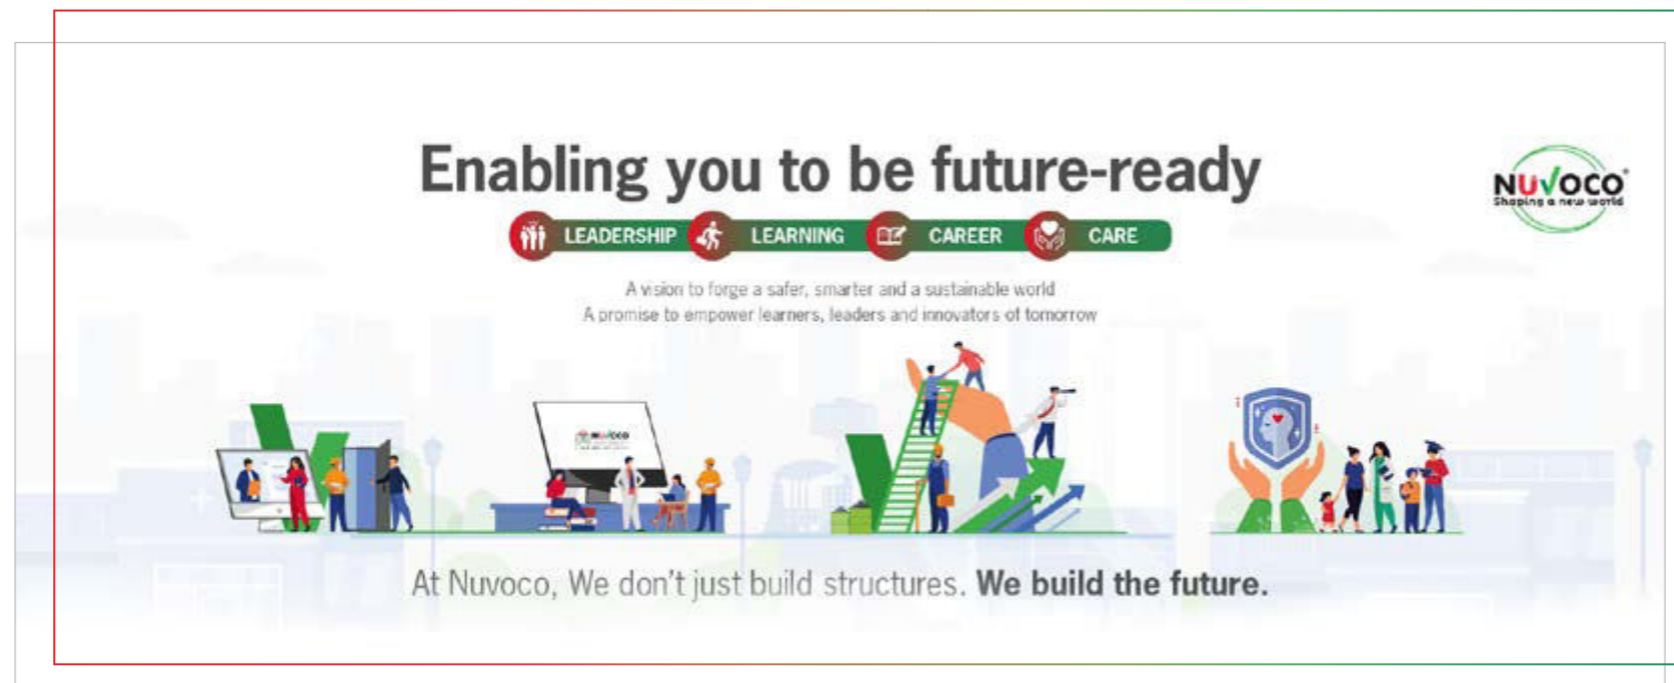 Enabling you to be future-ready
NUVOCO
Shaping a new world
LEADERSHIP LEARNING CAREER CARE
A vision to forge a safer, smarter and a sustainable world
A promise to empower learners, leaders and innovators of tomorrow
NUVOCO
At Nuvoco, We don't just build structures. We build the future.